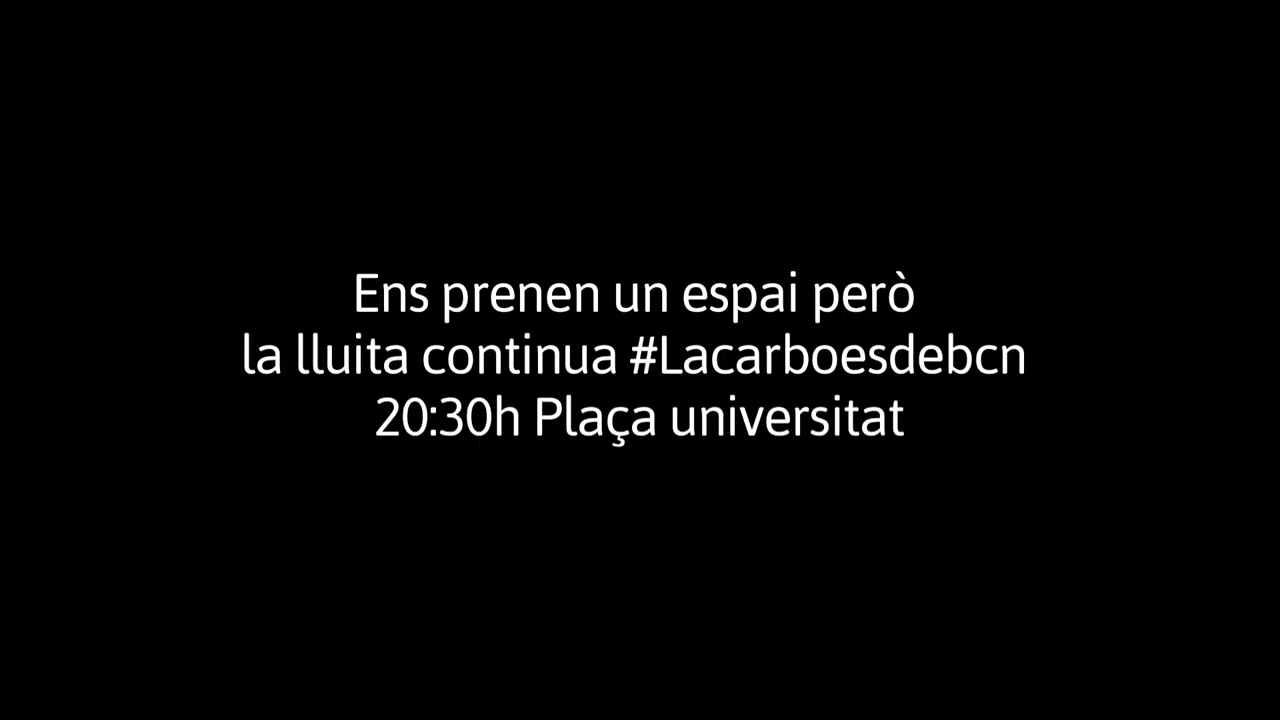 Ens prenen un espai però
la lluita continua #Lacarboesdebcn
20:30h Plaça universitat